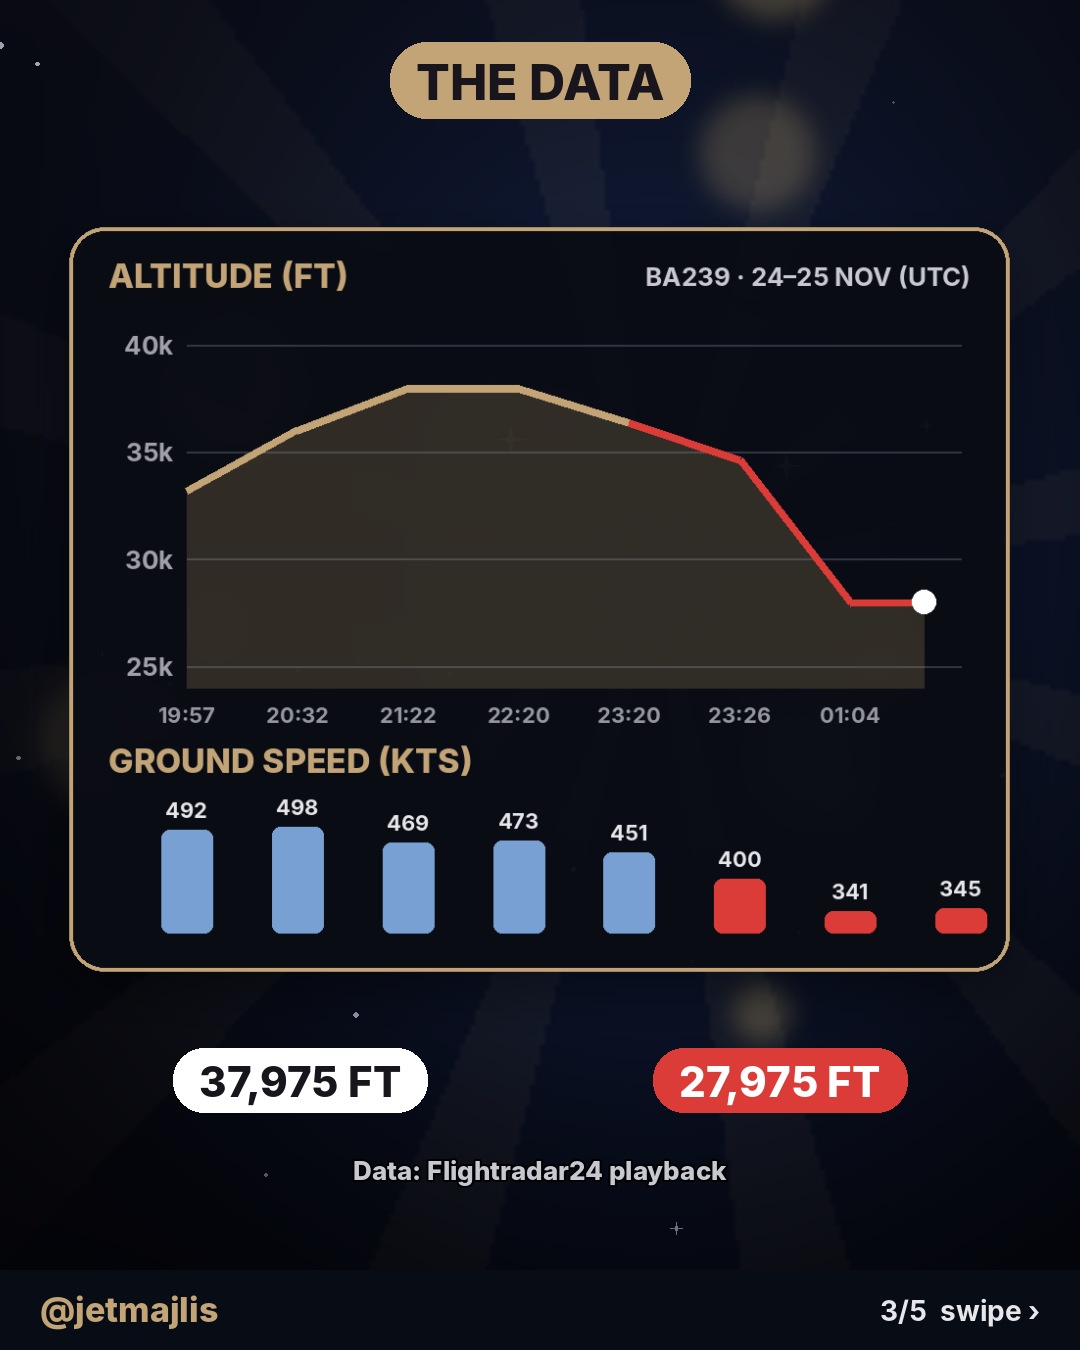 THE DATA
ALTITUDE (FT)
BA239 · 24–25 NOV (UTC)
40k
35k
30k
25k
19:57 20:32 21:22 22:20 23:20 23:26 01:04
GROUND SPEED (KTS)
492 498 469 473 451 400 341 345
37,975 FT
27,975 FT
Data: Flightradar24 playback
@jetmajlis
3/5 swipe ›